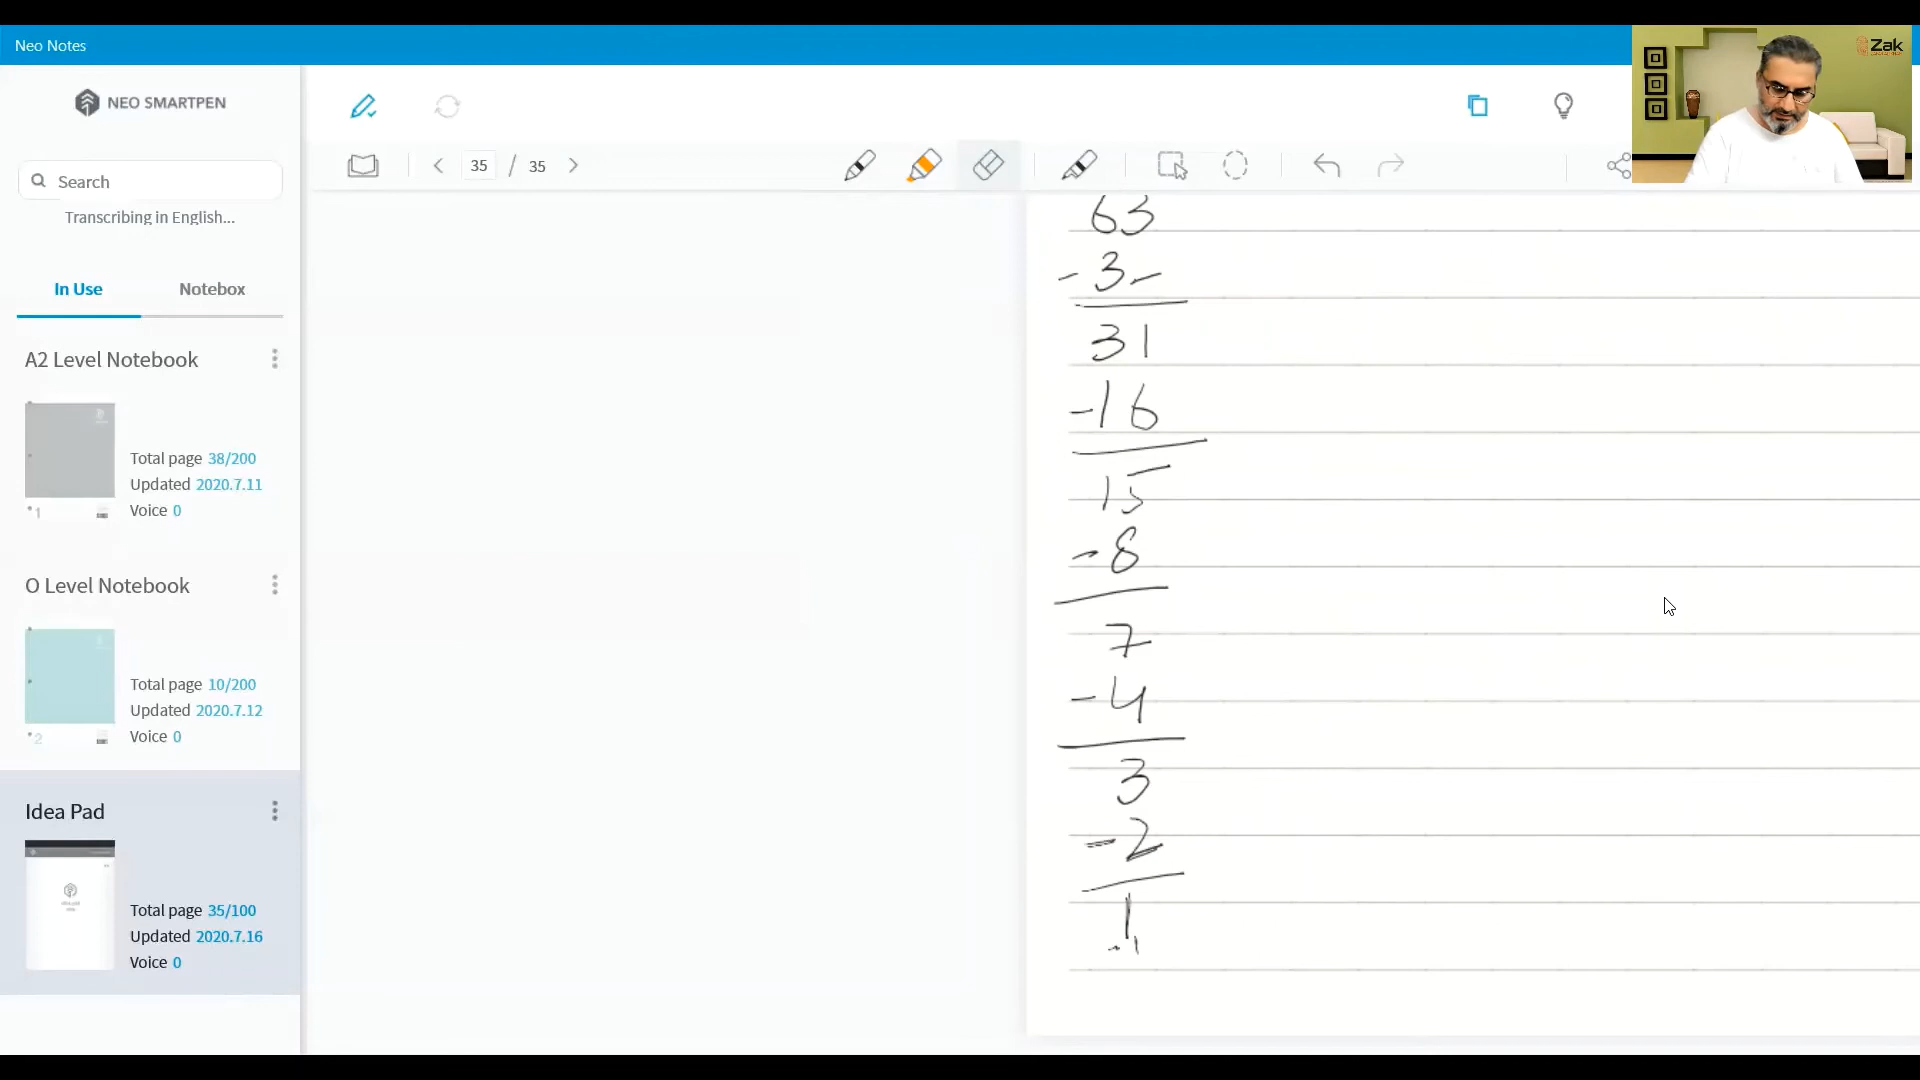 Neo Notes
Zak
NEO SMARTPEN
Search
35 / 35
Transcribing in English...
In Use Notebox
A2 Level Notebook
1
Total page 38/200
Updated 2020.7.11
Voice 0
O Level Notebook
2
Total page 10/200
Updated 2020.7.12
Voice 0
Idea Pad
Total page 35/100
Updated 2020.7.16
Voice 0
63
31
-16
15
-8
7
-4
3
-2
1